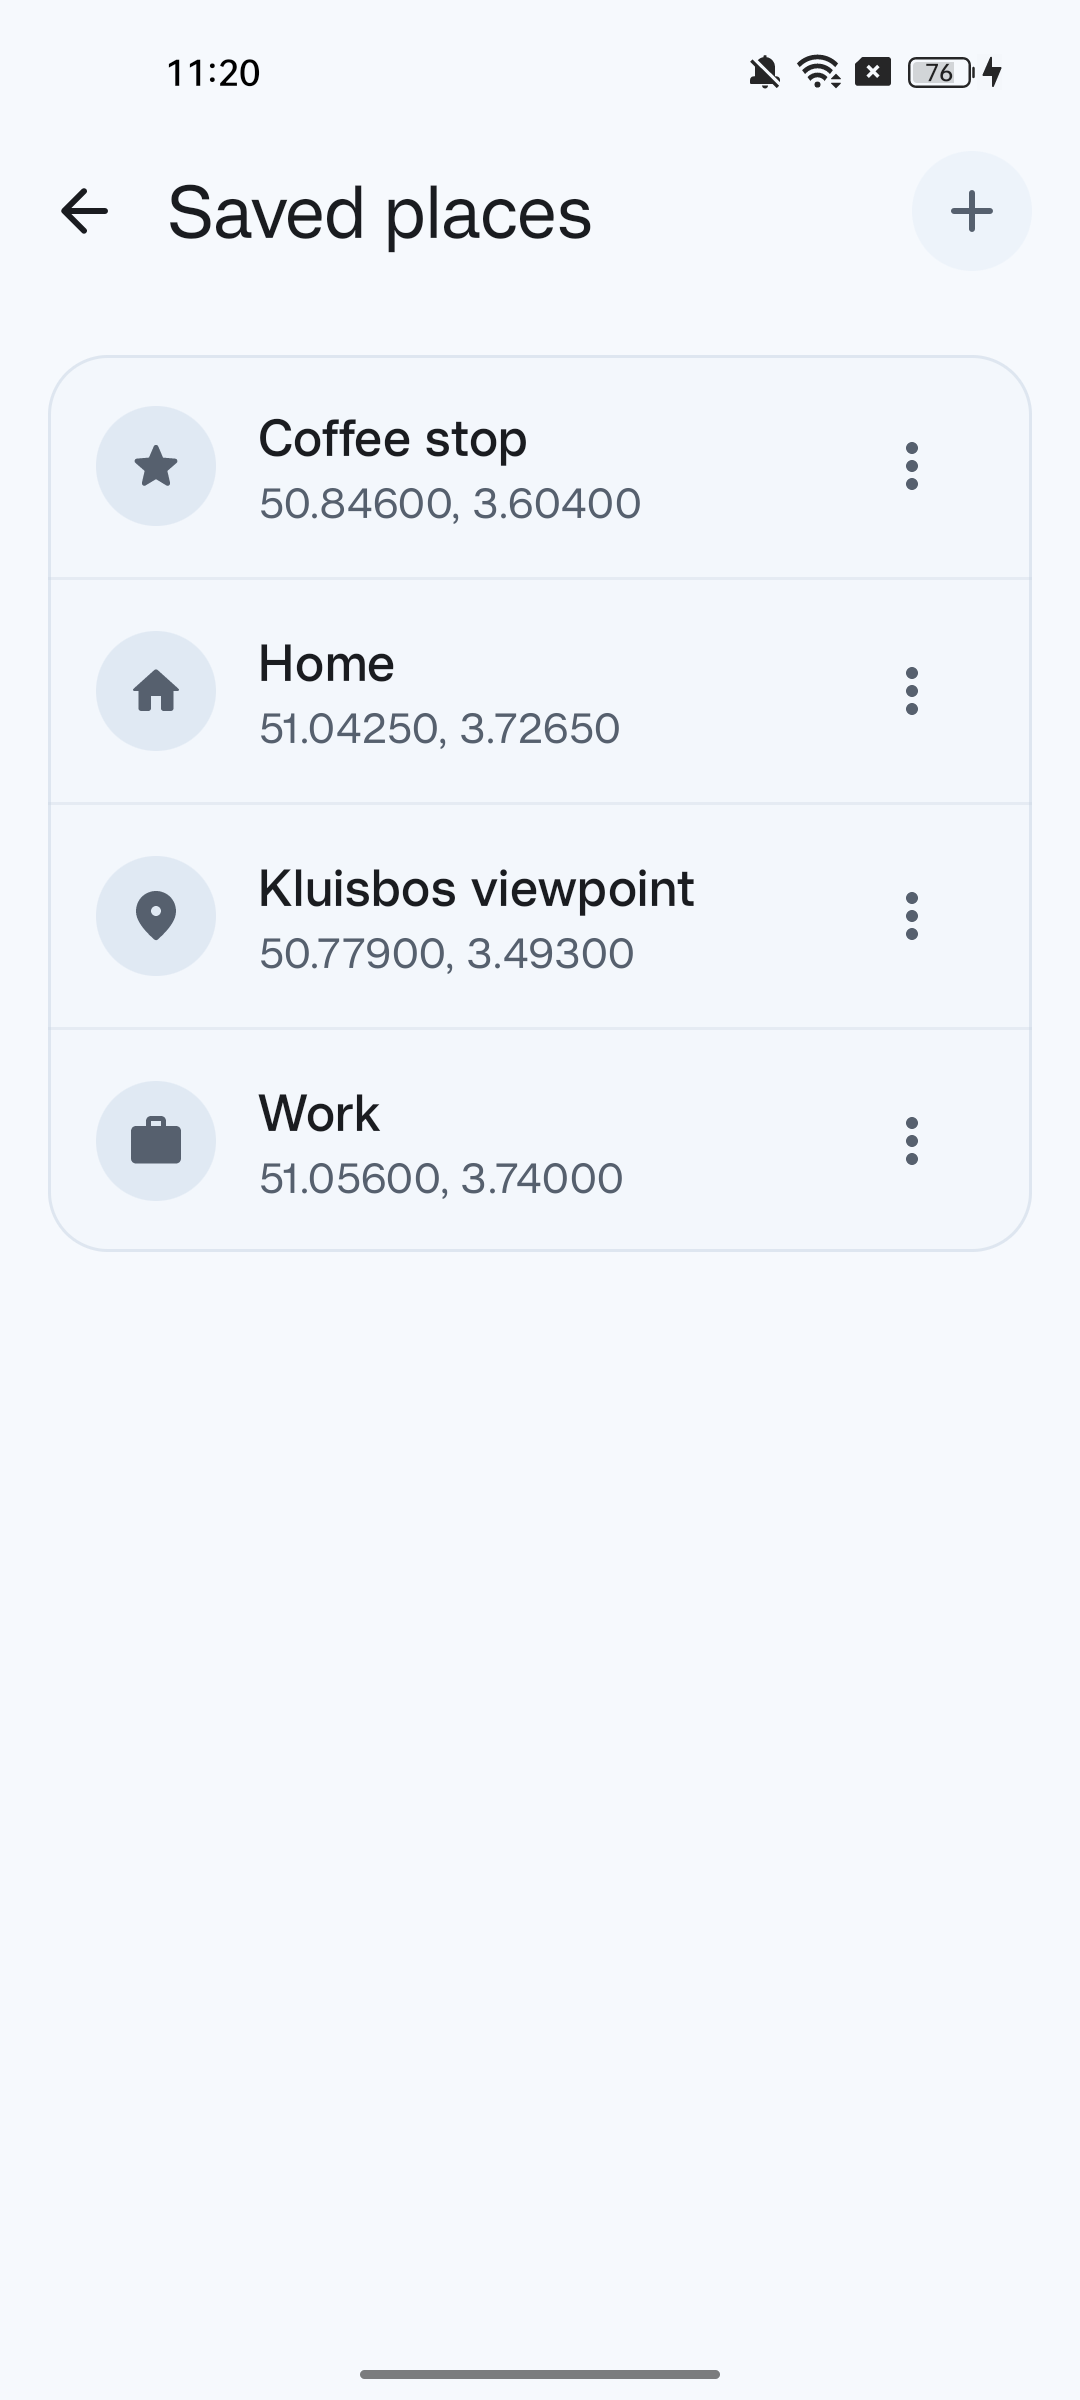 11:20
76
Saved places
Coffee stop
50.84600, 3.60400
Home
51.04250, 3.72650
Kluisbos viewpoint
50.77900, 3.49300
Work
51.05600, 3.74000